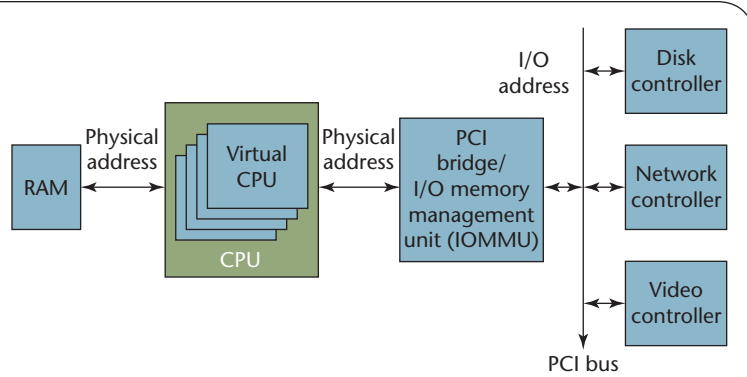 I/O
address
Disk
controller
Physical
address
Physical
address
RAM
Virtual
CPU
CPU
PCI
bridge/
I/O memory
management
unit (IOMMU)
Network
controller
Video
controller
PCI bus